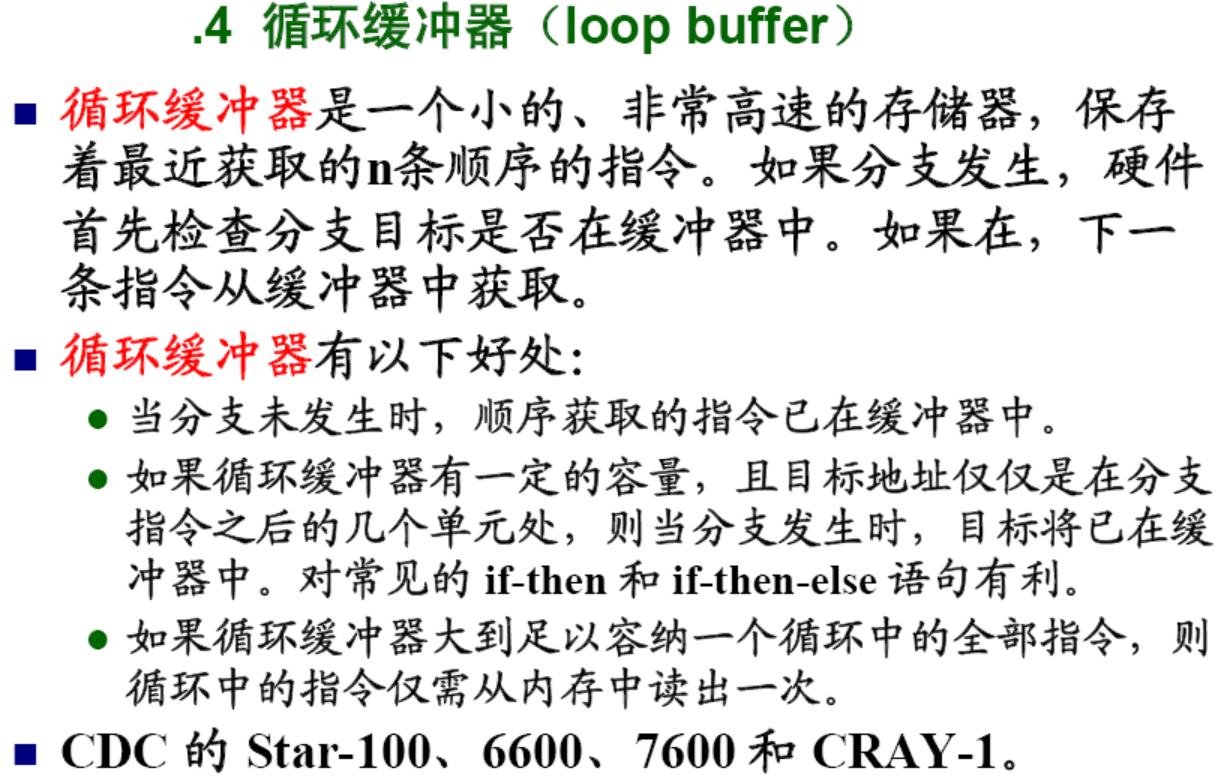 .4 循环缓冲器（loop buffer）
■ 循环缓冲器是一个小的、非常高速的存储器，保存
着最近获取的n条顺序的指令。如果分支发生，硬件
首先检查分支目标是否在缓冲器中。如果在，下一
条指令从缓冲器中获取。
■ 循环缓冲器有以下好处：
● 当分支未发生时，顺序获取的指令已在缓冲器中。
● 如果循环缓冲器有一定的容量，且目标地址仅仅是在分支
指令之后的几个单元处，则当分支发生时，目标将已在缓
冲器中。对常见的 if-then 和 if-then-else 语句有利。
● 如果循环缓冲器大到足以容纳一个循环中的全部指令，则
循环中的指令仅需从内存中读出一次。
■ CDC 的 Star-100、6600、7600 和 CRAY-1。